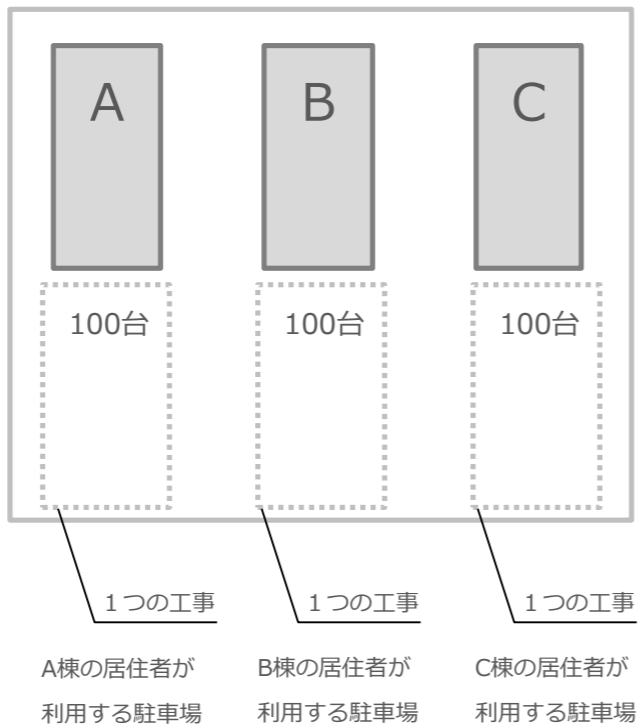 A
B
C
100台
100台
100台
１つの工事
１つの工事
１つの工事
A棟の居住者が
利用する駐車場
B棟の居住者が
利用する駐車場
C棟の居住者が
利用する駐車場